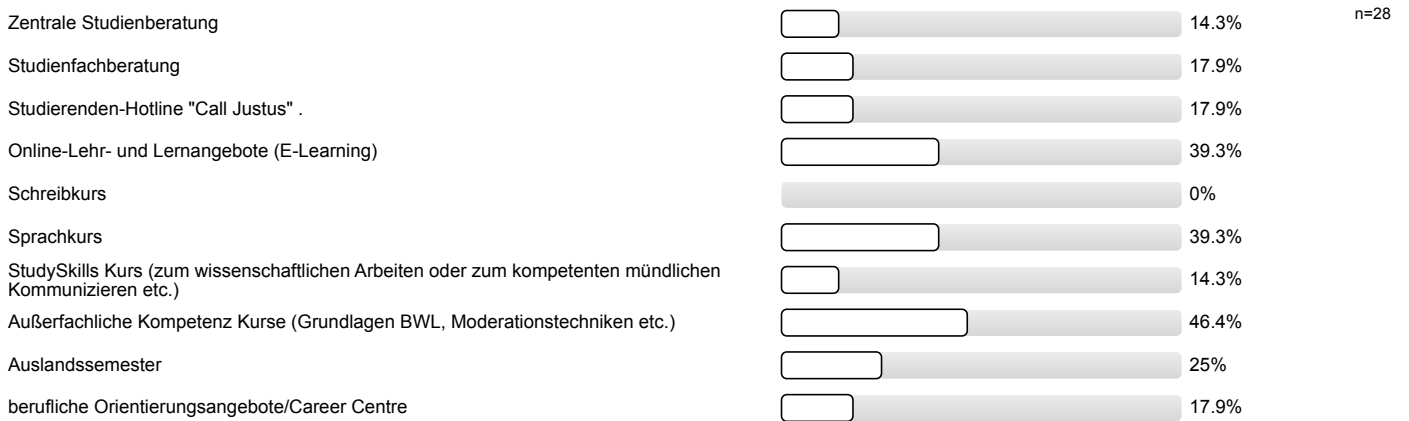 Zentrale Studienberatung 14.3% n=28
Studienfachberatung 17.9%
Studierenden-Hotline "Call Justus" . 17.9%
Online-Lehr- und Lernangebote (E-Learning) 39.3%
Schreibkurs 0%
Sprachkurs 39.3%
StudySkills Kurs (zum wissenschaftlichen Arbeiten oder zum kompetenten mündlichen
Kommunizieren etc.) 14.3%
Außerfachliche Kompetenz Kurse (Grundlagen BWL, Moderationstechniken etc.) 46.4%
Auslandssemester 25%
berufliche Orientierungsangebote/Career Centre 17.9%